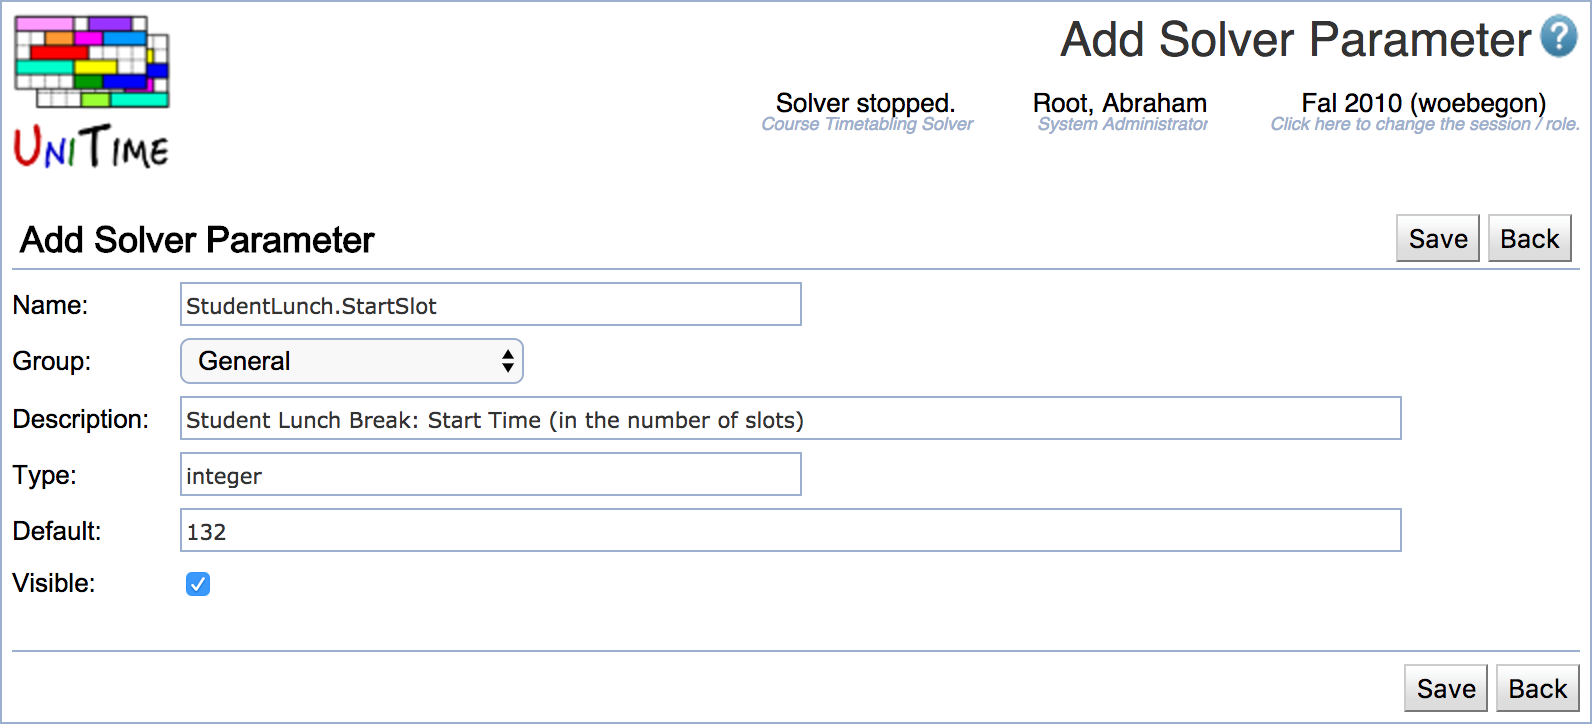 Add Solver Parameter ?
Solver stopped. Root, Abraham Fal 2010 (woebegon)
Course Timetabling Solver System Administrator Click here to change the session / role.
UNITIME
Add Solver Parameter Save Back
Name: StudentLunch.StartSlot
Group: General
Description: Student Lunch Break: Start Time (in the number of slots)
Type: integer
Default: 132
Visible:
Save Back